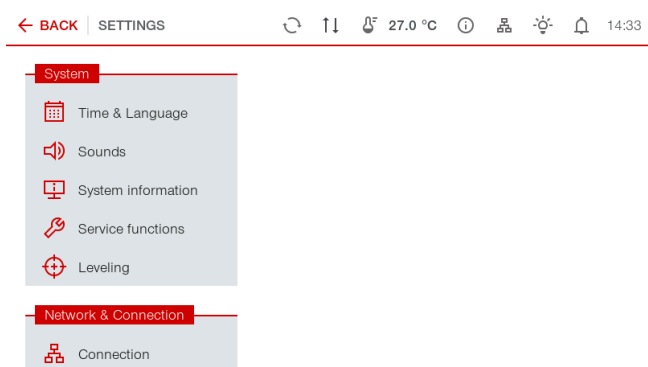 BACK SETTINGS 27.0 °C 14:33
System
Time & Language
Sounds
System information
Service functions
Leveling
Network & Connection
Connection